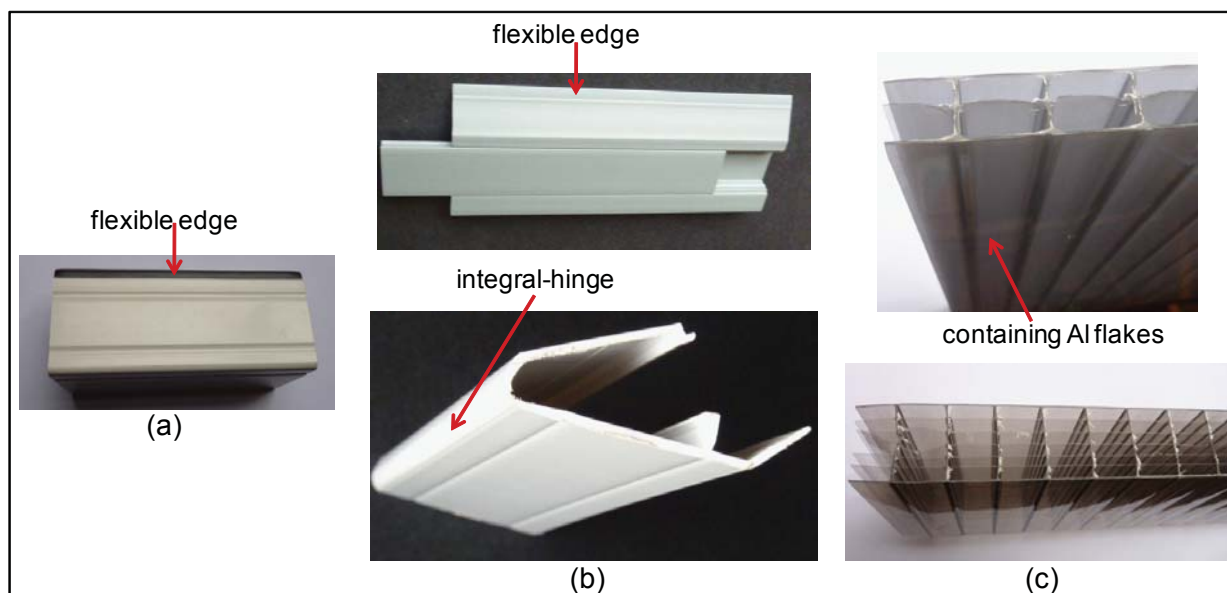 flexible edge
(a)
flexible edge
integral-hinge
(b)
containing Al flakes
(c)